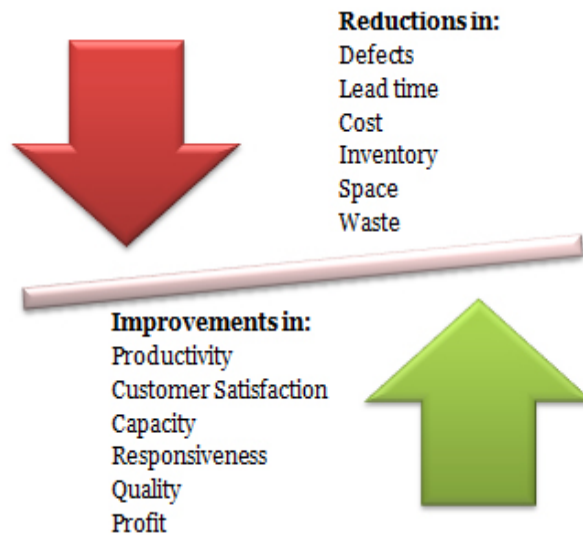 Reductions in:
Defects
Lead time
Cost
Inventory
Space
Waste
Improvements in:
Productivity
Customer Satisfaction
Capacity
Responsiveness
Quality
Profit